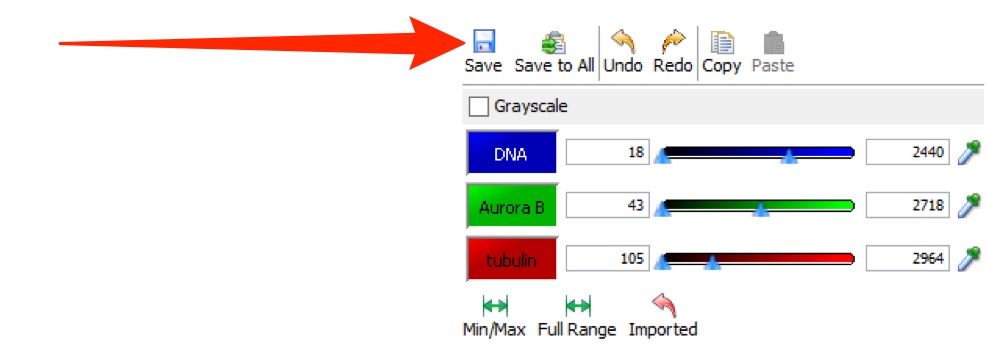 Save Save to All Undo Redo Copy Paste
Grayscale
DNA 18 2440
Aurora B 43 2718
tubulin 105 2964
Min/Max Full Range Imported